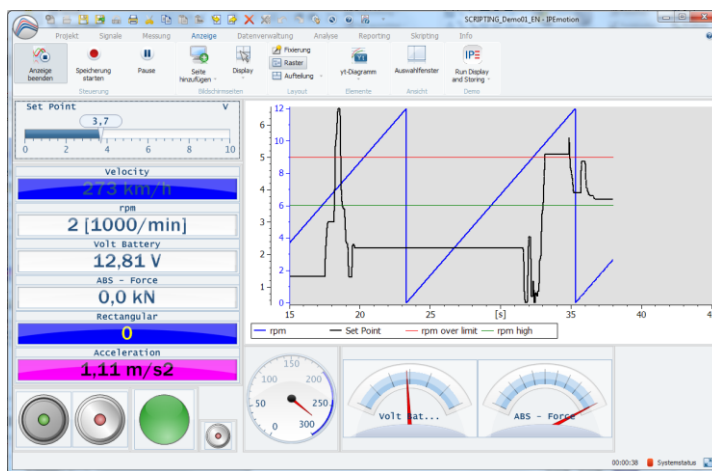 SCRIPTING_Demo01_EN - IPEmotion
Projekt Signale Messung Anzeige Datenverwaltung Analyse Reporting Skripting Info
Anzeige beenden
Speicherung starten
Pause
Seite hinzufügen
Display
Fixierung
Raster
Aufteilung
yt-Diagramm
Auswahlfenster
IPE
Run Display and Storing
Steuerung Bildschirmseiten Layout Elemente Ansicht Demo
Set Point V
3,7
0 2 4 6 8 10
Velocity
273 km/h
rpm
2 [1000/min]
Volt Battery
12,81 V
ABS - Force
0,0 kN
Rectangular
0
Acceleration
1,11 m/s2
6 5 4 3 2 1
12 10 8 6 4 2 0
15 20 25 [s] 35 40
rpm Set Point rpm over limit rpm high
0 50 100 150 200 250 300
Volt Bat...
ABS - Force
00:00:38 Systemstatus